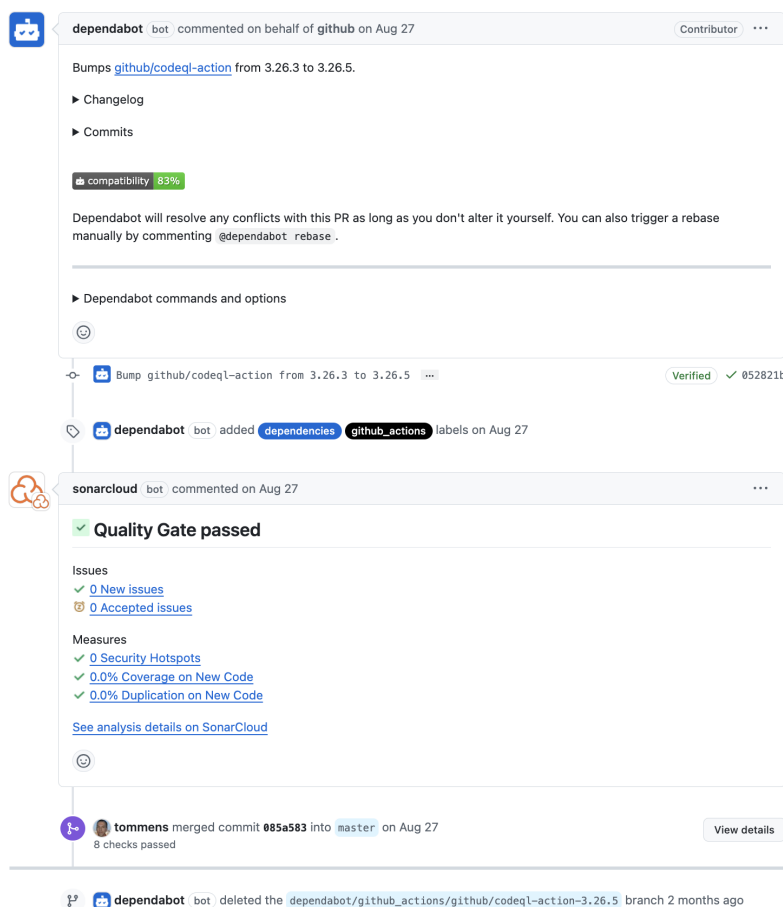 dependabot bot commented on behalf of github on Aug 27 Contributor ...
Bumps github/codeql-action from 3.26.3 to 3.26.5.
▶ Changelog
▶ Commits
compatibility 83%
Dependabot will resolve any conflicts with this PR as long as you don't alter it yourself. You can also trigger a rebase
manually by commenting @dependabot rebase .
▶ Dependabot commands and options
Bump github/codeql-action from 3.26.3 to 3.26.5 ... Verified ✓ 052821b
dependabot bot added dependencies github_actions labels on Aug 27
sonarcloud bot commented on Aug 27 ...
✓ Quality Gate passed
Issues
✓ 0 New issues
0 Accepted issues
Measures
✓ 0 Security Hotspots
✓ 0.0% Coverage on New Code
✓ 0.0% Duplication on New Code
See analysis details on SonarCloud
tommens merged commit 085a583 into master on Aug 27 View details
8 checks passed
dependabot bot deleted the dependabot/github_actions/github/codeql-action-3.26.5 branch 2 months ago